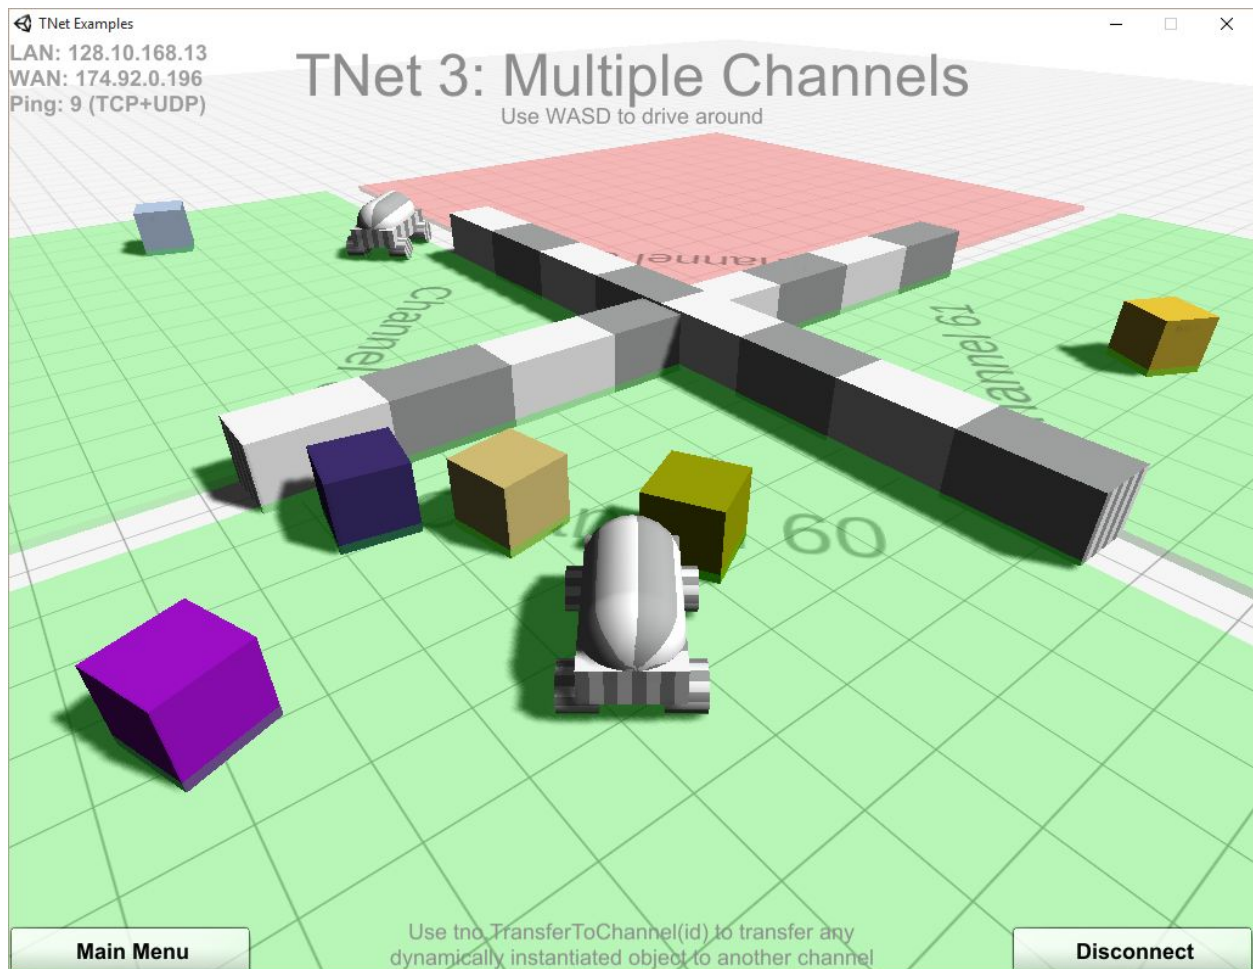 TNet Examples
LAN: 128.10.168.13
WAN: 174.92.0.196
Ping: 9 (TCP+UDP)
TNet 3: Multiple Channels
Use WASD to drive around
Channel
61
60
Use tno.TransferToChannel(id) to transfer any
dynamically instantiated object to another channel
Main Menu
Disconnect